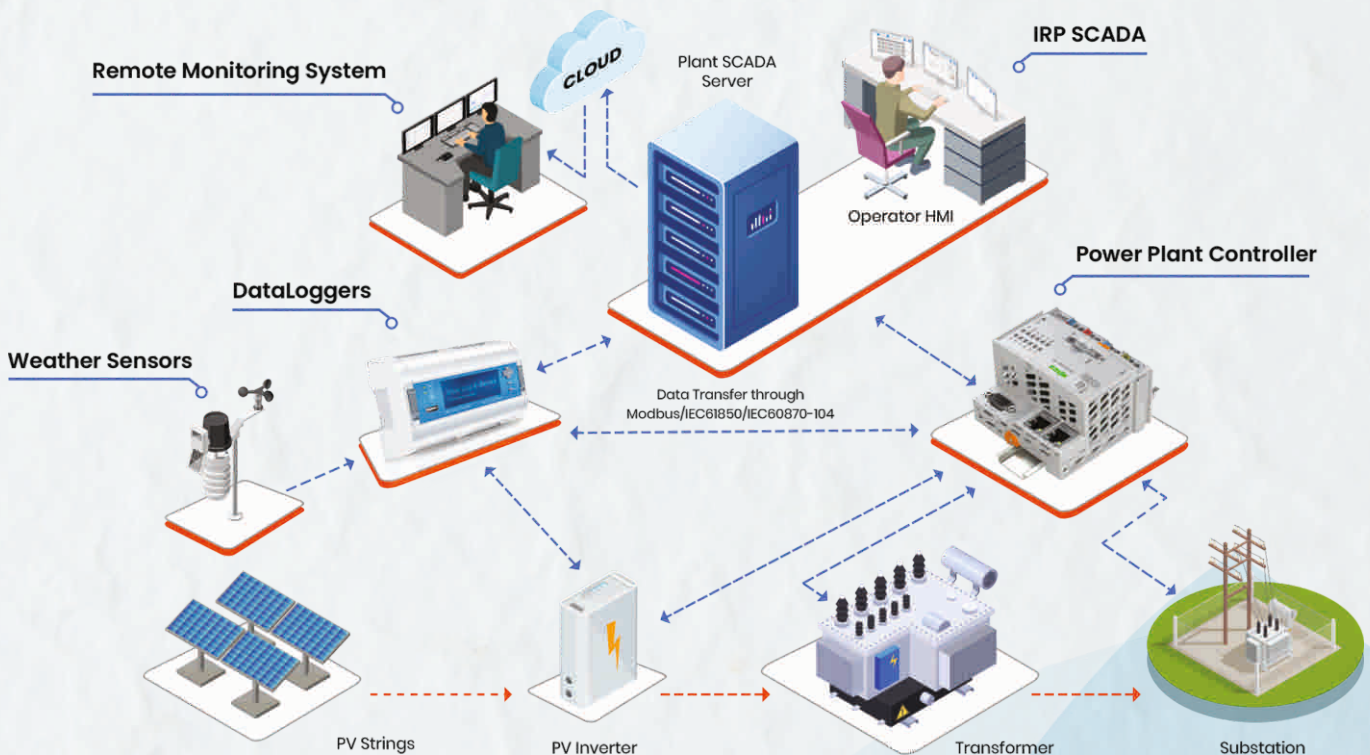 IRP SCADA
Remote Monitoring System
CLOUD
Plant SCADA
Server
Operator HMI
Power Plant Controller
DataLoggers
Weather Sensors
Data Transfer through
Modbus/IEC61850/IEC60870-104
PV Strings
PV Inverter
Transformer
Substation